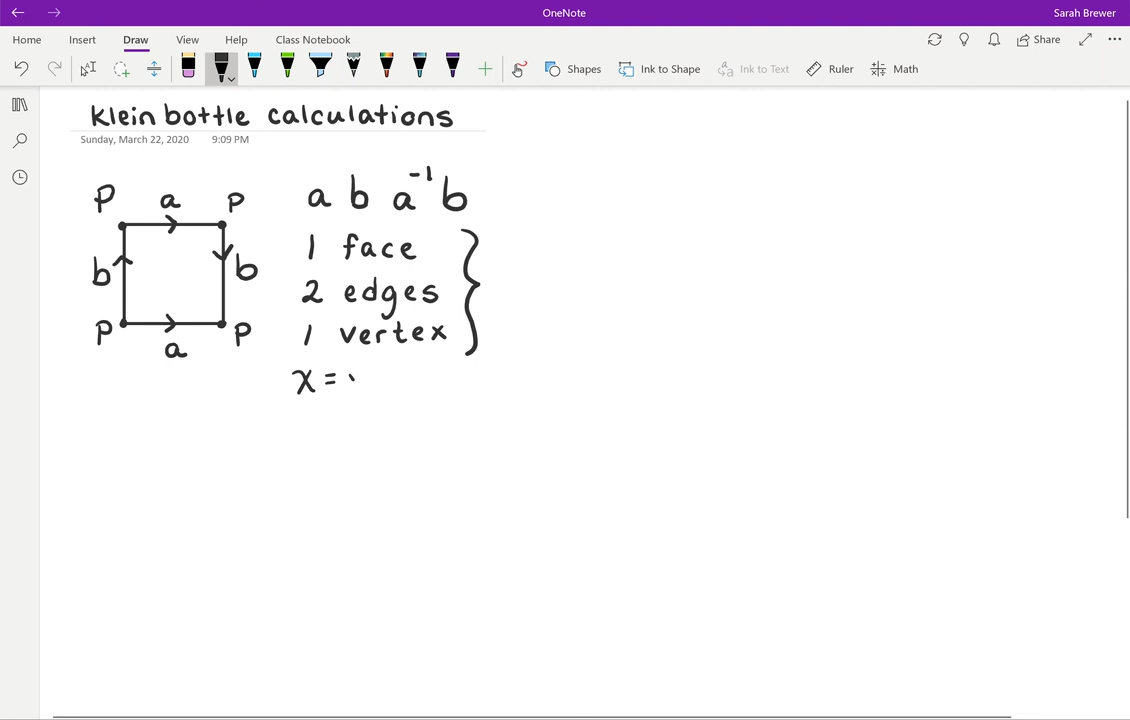 OneNote
Sarah Brewer
Home Insert Draw View Help Class Notebook
Share
Shapes Ink to Shape Ink to Text Ruler Math
Klein bottle calculations
Sunday, March 22, 2020 9:09 PM
P a P
a b a⁻¹ b
1 face
b b
2 edges
P P
1 vertex
a
χ =